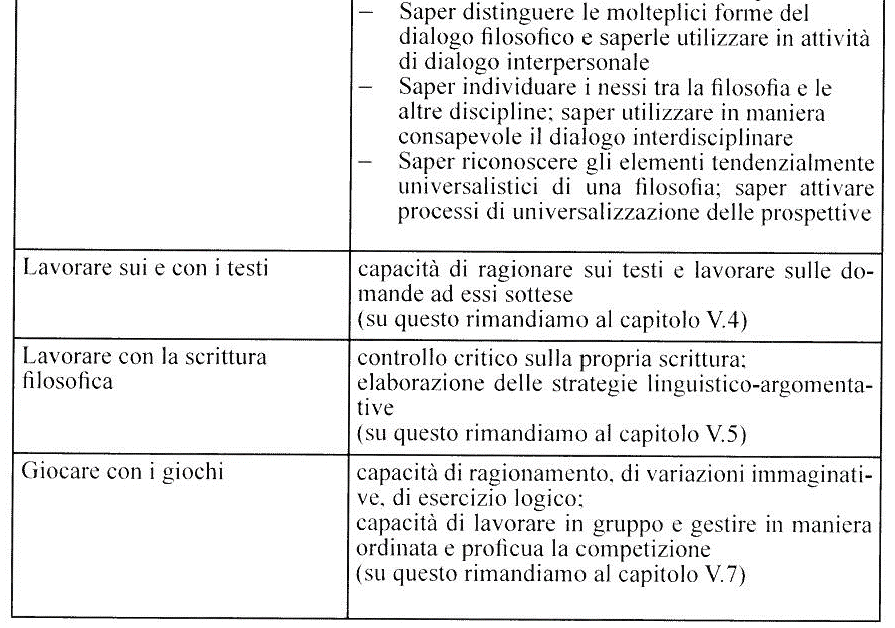 – Saper distinguere le molteplici forme del
dialogo filosofico e saperle utilizzare in attività
di dialogo interpersonale
– Saper individuare i nessi tra la filosofia e le
altre discipline; saper utilizzare in maniera
consapevole il dialogo interdisciplinare
– Saper riconoscere gli elementi tendenzialmente
universalistici di una filosofia; saper attivare
processi di universalizzazione delle prospettive
Lavorare sui e con i testi
capacità di ragionare sui testi e lavorare sulle do-
mande ad essi sottese
(su questo rimandiamo al capitolo V.4)
Lavorare con la scrittura
filosofica
controllo critico sulla propria scrittura;
elaborazione delle strategie linguistico-argomenta-
tive
(su questo rimandiamo al capitolo V.5)
Giocare con i giochi
capacità di ragionamento, di variazioni immaginati-
ve, di esercizio logico;
capacità di lavorare in gruppo e gestire in maniera
ordinata e proficua la competizione
(su questo rimandiamo al capitolo V.7)